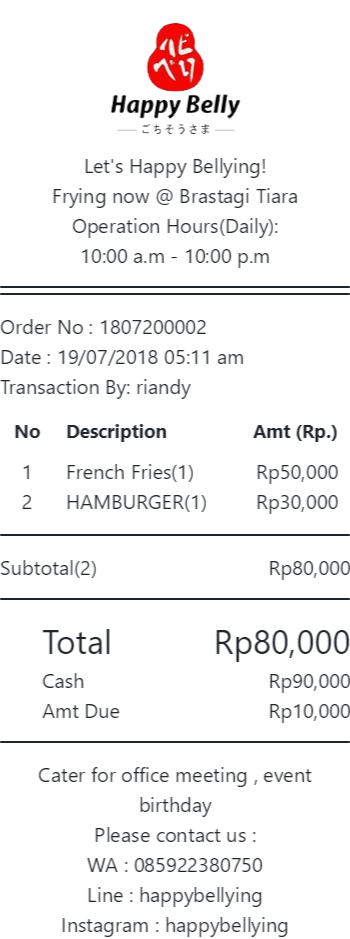 ハピ
べり
Happy Belly
ごちそうさま
Let's Happy Bellying!
Frying now @ Brastagi Tiara
Operation Hours(Daily):
10:00 a.m - 10:00 p.m
Order No : 1807200002
Date : 19/07/2018 05:11 am
Transaction By: riandy
No Description Amt (Rp.)
1 French Fries(1) Rp50,000
2 HAMBURGER(1) Rp30,000
Subtotal(2) Rp80,000
Total Rp80,000
Cash Rp90,000
Amt Due Rp10,000
Cater for office meeting , event
birthday
Please contact us :
WA : 085922380750
Line : happybellying
Instagram : happybellying